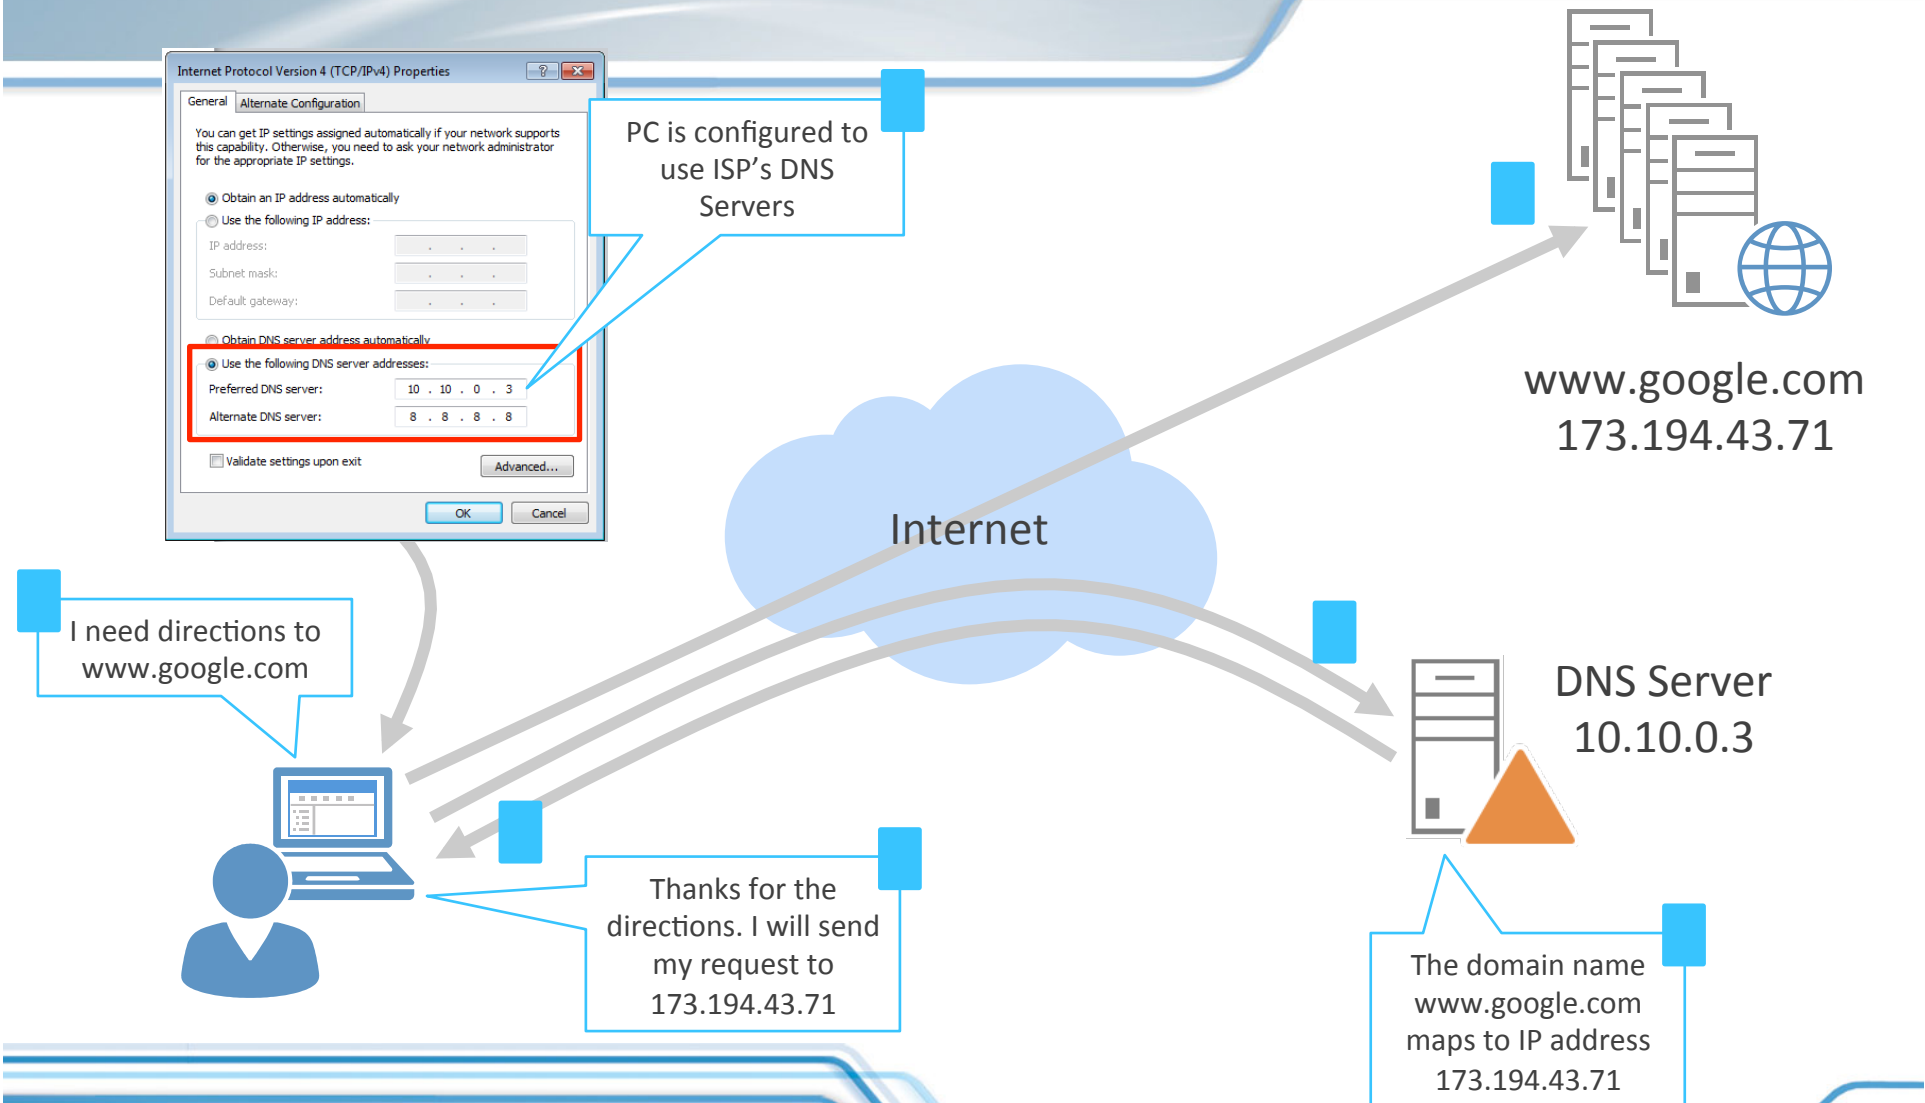 Internet Protocol Version 4 (TCP/IPv4) Properties
General
Alternate Configuration
You can get IP settings assigned automatically if your network supports
this capability. Otherwise, you need to ask your network administrator
for the appropriate IP settings.
Obtain an IP address automatically
Use the following IP address:
IP address:
Subnet mask:
Default gateway:
Obtain DNS server address automatically
Use the following DNS server addresses:
Preferred DNS server: 10 . 10 . 0 . 3
Alternate DNS server: 8 . 8 . 8 . 8
Validate settings upon exit
Advanced...
OK
Cancel
PC is configured to
use ISP’s DNS
Servers
www.google.com
173.194.43.71
Internet
I need directions to
www.google.com
DNS Server
10.10.0.3
Thanks for the
directions. I will send
my request to
173.194.43.71
The domain name
www.google.com
maps to IP address
173.194.43.71